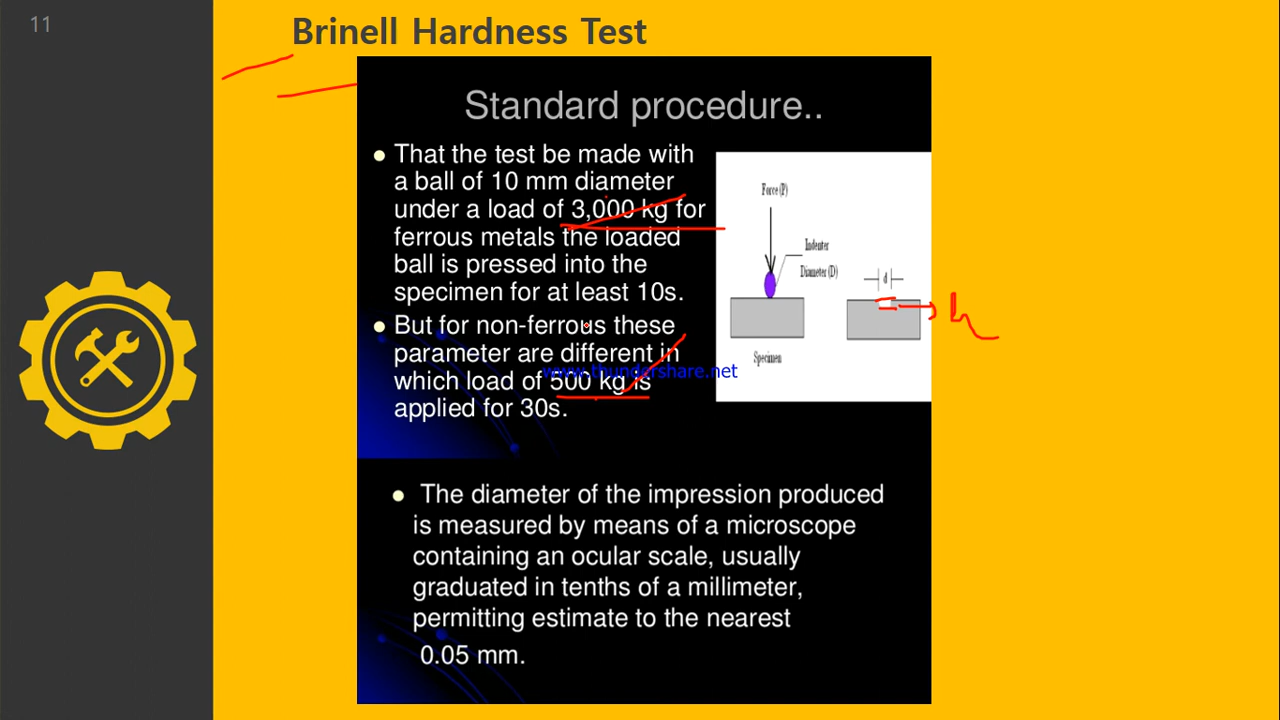 11
Brinell Hardness Test
Standard procedure..
That the test be made with
a ball of 10 mm diameter
under a load of 3,000 kg for
ferrous metals the loaded
ball is pressed into the
specimen for at least 10s.
But for non-ferrous these
parameter are different in
which load of 500 kg is
applied for 30s.
www.thundershare.net
Force (P)
Indenter
Diameter (D)
d
h
Specimen
The diameter of the impression produced
is measured by means of a microscope
containing an ocular scale, usually
graduated in tenths of a millimeter,
permitting estimate to the nearest
0.05 mm.